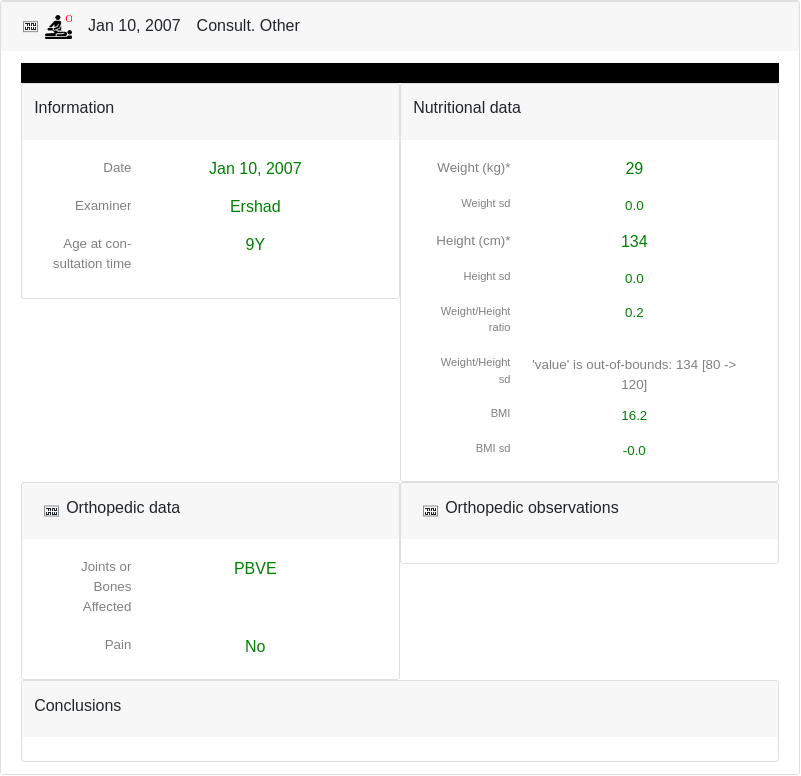 Jan 10, 2007 Consult. Other
Information
Date Jan 10, 2007
Examiner Ershad
Age at con-
sultation time
9Y
Nutritional data
Weight (kg)* 29
Weight sd 0.0
Height (cm)* 134
Height sd 0.0
Weight/Height
ratio
0.2
Weight/Height
sd
'value' is out-of-bounds: 134 [80 ->
120]
BMI 16.2
BMI sd -0.0
Orthopedic data
Joints or
Bones
Affected
PBVE
Pain No
Orthopedic observations
Conclusions